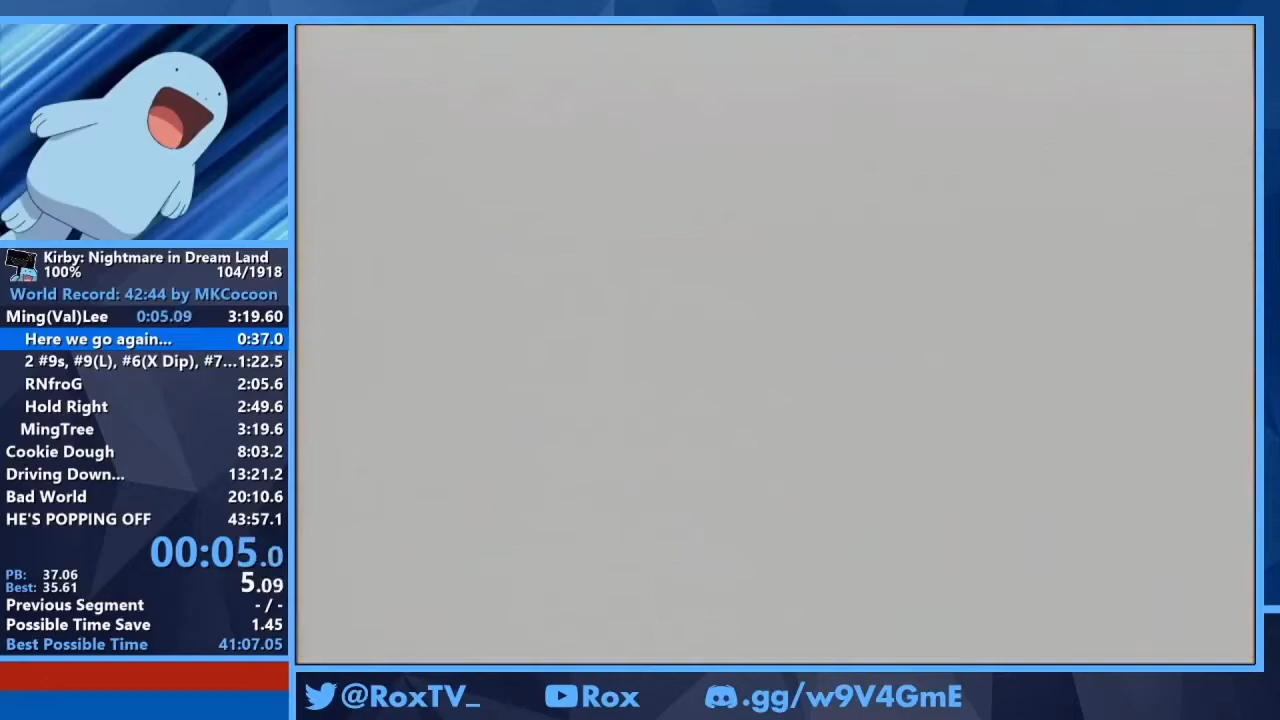 Kirby: Nightmare in Dream Land
100% 104/1918
World Record: 42:44 by MKCocoon
Ming(Val)Lee 0:05.09 3:19.60
Here we go again... 0:37.0
2 #9s, #9(L), #6(X Dip), #7... 1:22.5
RNfroG 2:05.6
Hold Right 2:49.6
MingTree 3:19.6
Cookie Dough 8:03.2
Driving Down... 13:21.2
Bad World 20:10.6
HE'S POPPING OFF 43:57.1
00:05.0
PB: 37.06
Best: 35.61
5.09
Previous Segment - / -
Possible Time Save 1.45
Best Possible Time 41:07.05
@RoxTV_ Rox .gg/w9V4GmE